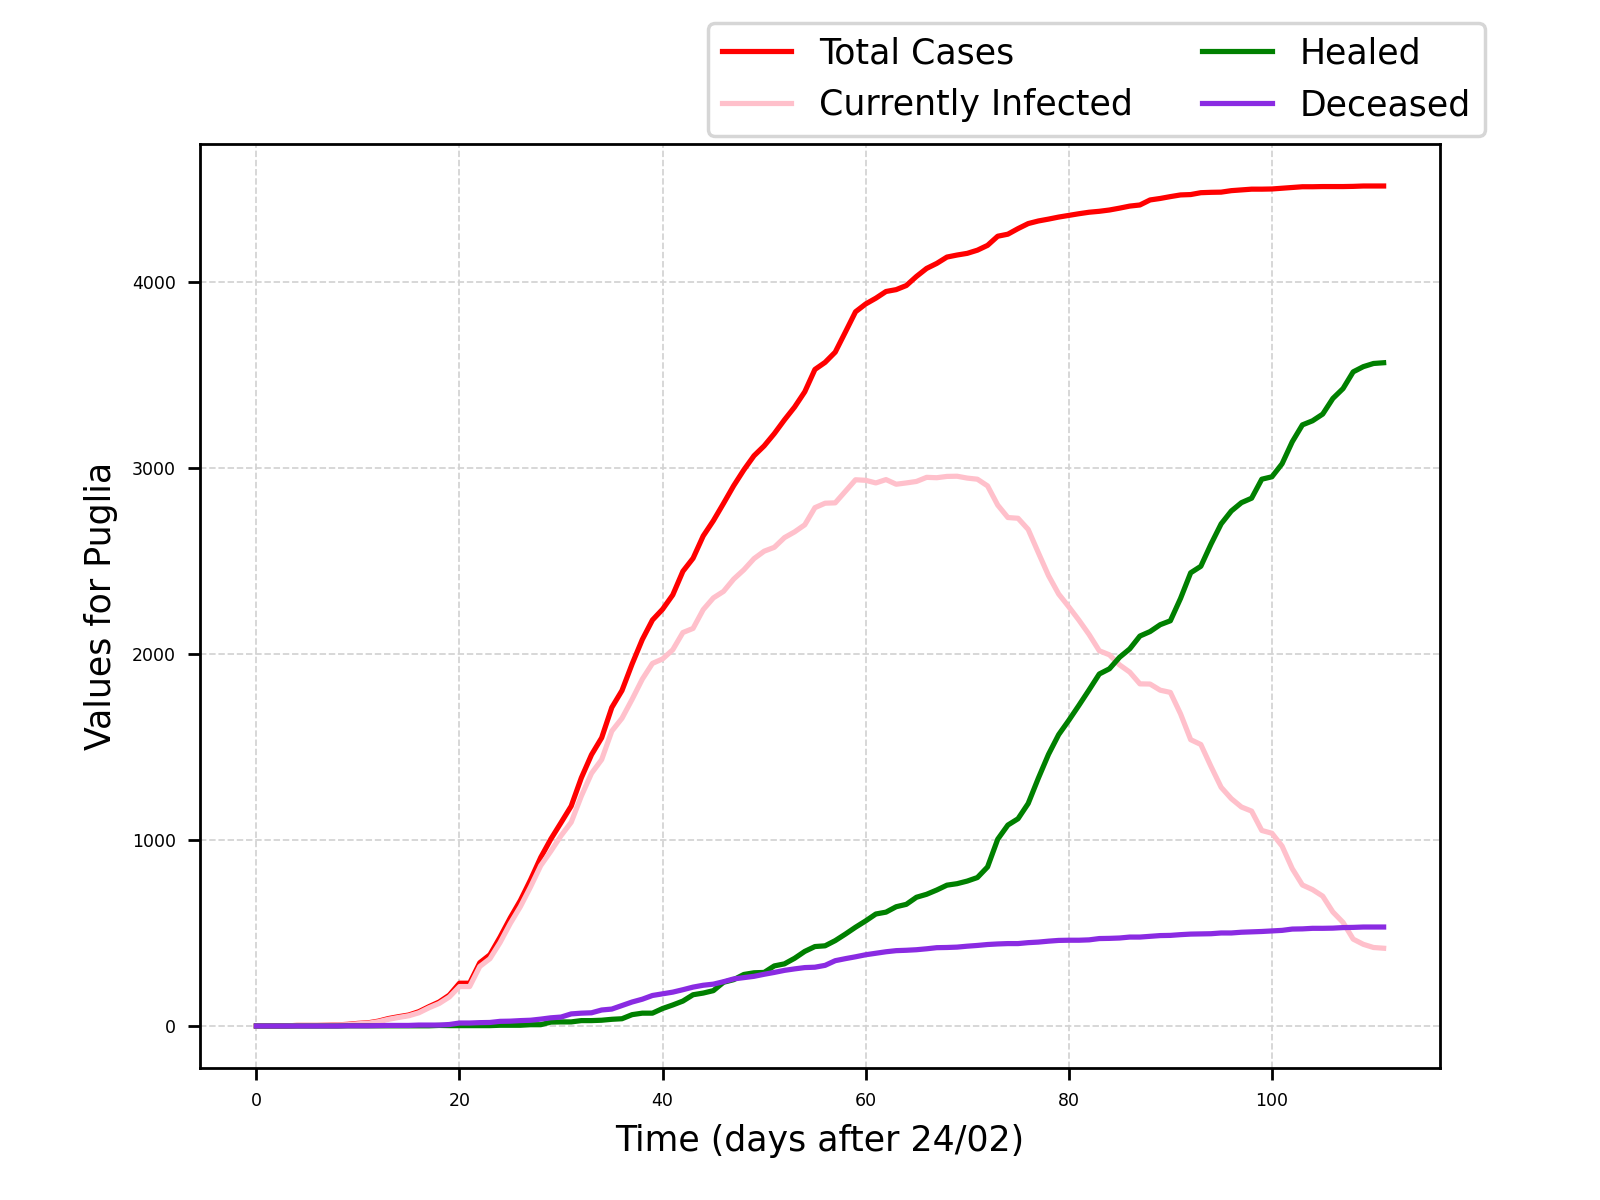 Total Cases
Currently Infected
Healed
Deceased
Values for Puglia
4000
3000
2000
1000
0
0 20 40 60 80 100
Time (days after 24/02)